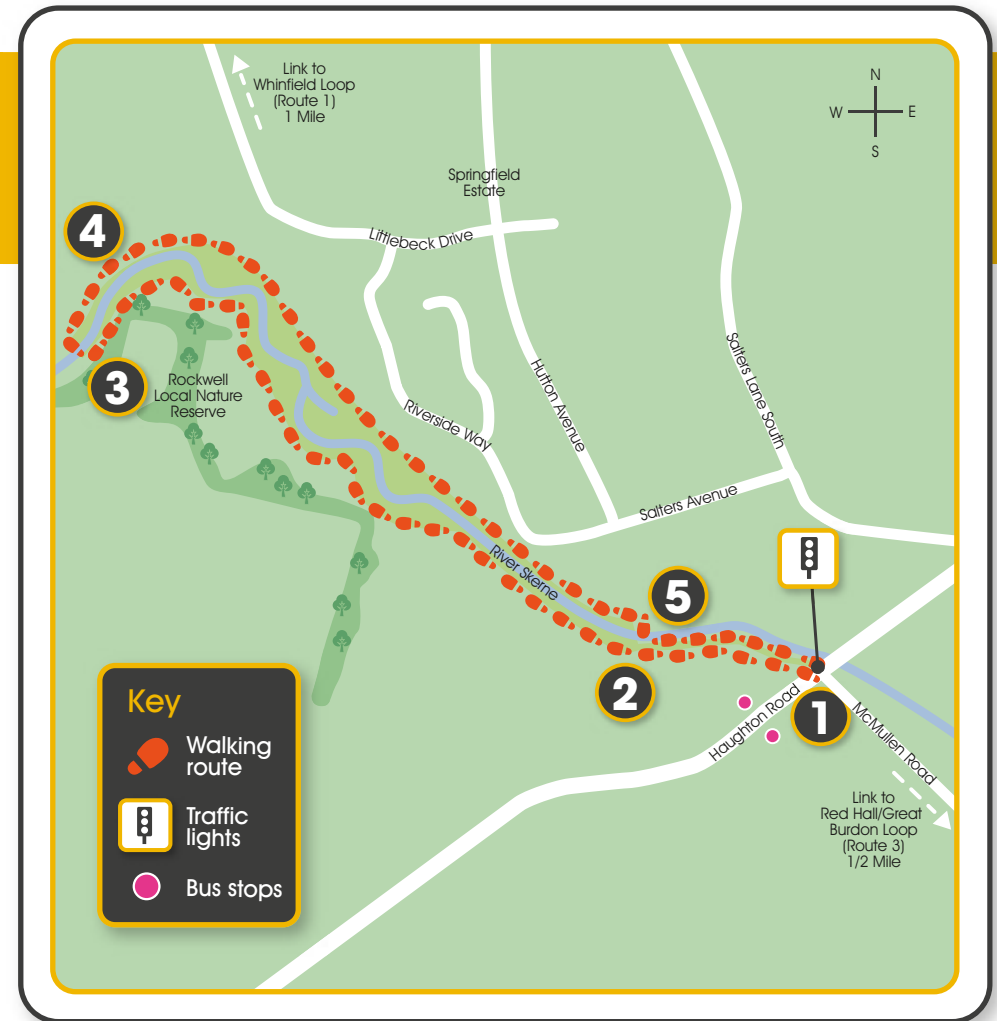 Link to
Whinfield Loop
(Route 1)
1 Mile
N
W
E
S
Springfield
Estate
4
Littlebeck Drive
Salters Lane South
3
Rockwell
Local Nature
Reserve
Hutton Avenue
Riverside Way
Salters Avenue
River Skerne
5
2
1
Haughton Road
McMullen Road
Link to
Red Hall/Great
Burdon Loop
(Route 3)
1/2 Mile
Key
Walking
route
Traffic
lights
Bus stops